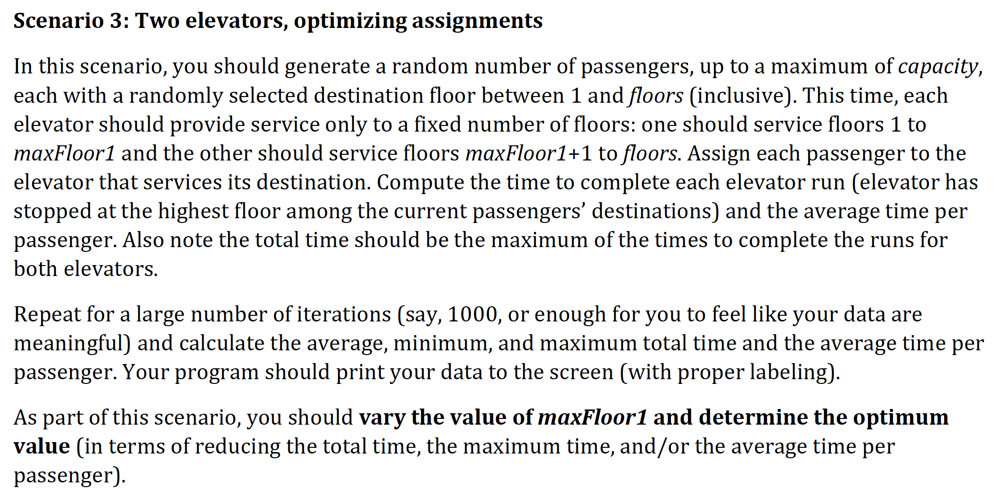 Scenario 3: Two elevators, optimizing assignments
In this scenario, you should generate a random number of passengers, up to a maximum of capacity,
each with a randomly selected destination floor between 1 and floors (inclusive). This time, each
elevator should provide service only to a fixed number of floors: one should service floors 1 to
maxFloor1 and the other should service floors maxFloor1+1 to floors. Assign each passenger to the
elevator that services its destination. Compute the time to complete each elevator run (elevator has
stopped at the highest floor among the current passengers’ destinations) and the average time per
passenger. Also note the total time should be the maximum of the times to complete the runs for
both elevators.
Repeat for a large number of iterations (say, 1000, or enough for you to feel like your data are
meaningful) and calculate the average, minimum, and maximum total time and the average time per
passenger. Your program should print your data to the screen (with proper labeling).
As part of this scenario, you should vary the value of maxFloor1 and determine the optimum
value (in terms of reducing the total time, the maximum time, and/or the average time per
passenger).